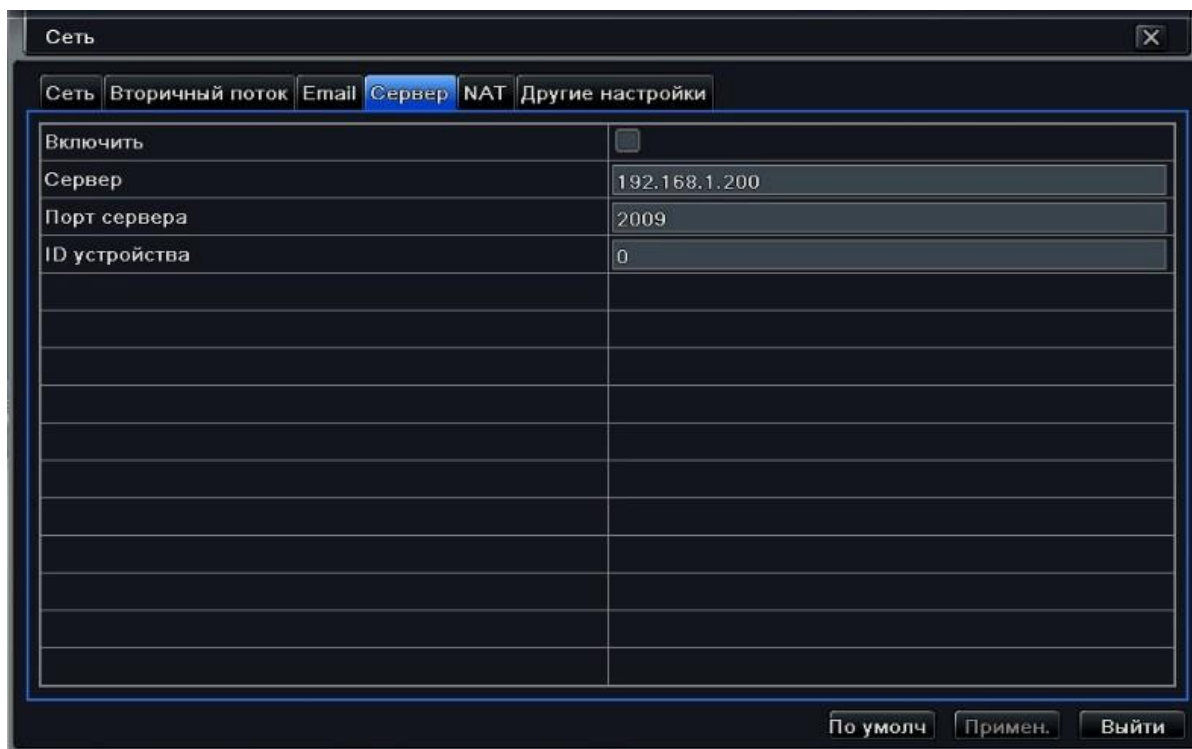 Сеть
Сеть Вторичный поток Email Сервер NAT Другие настройки
Включить
Сервер 192.168.1.200
Порт сервера 2009
ID устройства 0
По умолч Примен. Выйти